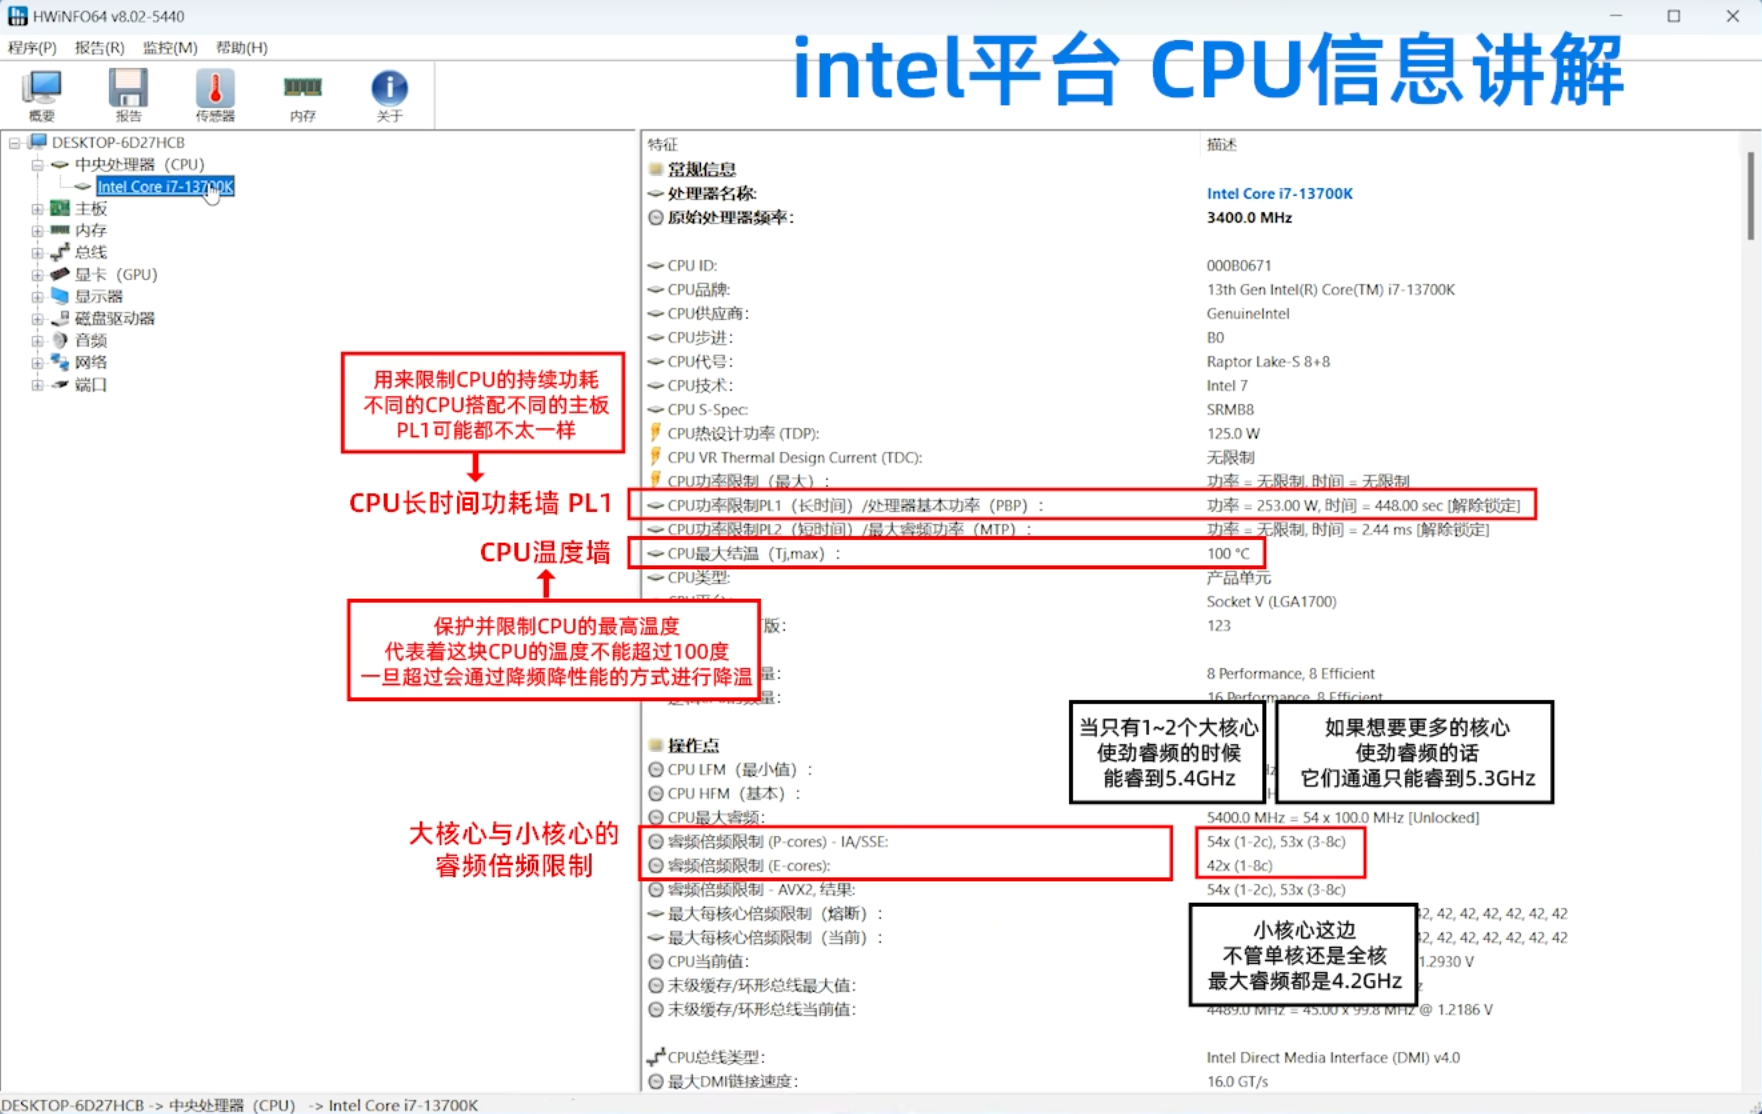 HWiNFO64 v8.02-5440
程序(P) 报告(R) 监控(M) 帮助(H)
intel平台 CPU信息讲解
概要 报告 传感器 内存 关于
DESKTOP-6D27HCB
中央处理器（CPU）
Intel Core i7-13700K
主板
内存
总线
显卡（GPU）
显示器
磁盘驱动器
音频
网络
端口
用来限制CPU的持续功耗
不同的CPU搭配不同的主板
PL1可能都不太一样
CPU长时间功耗墙 PL1
CPU温度墙
保护并限制CPU的最高温度
代表着这块CPU的温度不能超过100度
一旦超过会通过降频降性能的方式进行降温
大核心与小核心的
睿频倍频限制
特征 描述
常规信息
处理器名称: Intel Core i7-13700K
原始处理器频率: 3400.0 MHz
CPU ID: 000B0671
CPU品牌: 13th Gen Intel(R) Core(TM) i7-13700K
CPU供应商: GenuineIntel
CPU步进: B0
CPU代号: Raptor Lake-S 8+8
CPU技术: Intel 7
CPU S-Spec: SRMB8
CPU热设计功率 (TDP): 125.0 W
CPU VR Thermal Design Current (TDC): 无限制
CPU功率限制（最大）: 功率 = 无限制, 时间 = 无限制
CPU功率限制PL1（长时间）/处理器基本功率（PBP）: 功率 = 253.00 W, 时间 = 448.00 sec [解除锁定]
CPU功率限制PL2（短时间）/最大睿频功率（MTP）: 功率 = 无限制, 时间 = 2.44 ms [解除锁定]
CPU最大结温（Tj,max）: 100 °C
CPU类型: 产品单元
Socket V (LGA1700)
版: 123
量: 8 Performance, 8 Efficient
量: 16 Performance, 8 Efficient
当只有1~2个大核心
使劲睿频的时候
能睿到5.4GHz
如果想要更多的核心
使劲睿频的话
它们通通只能睿到5.3GHz
操作点
CPU LFM（最小值）:
CPU HFM（基本）:
CPU最大睿频: 5400.0 MHz = 54 x 100.0 MHz [Unlocked]
睿频倍频限制 (P-cores) - IA/SSE: 54x (1-2c), 53x (3-8c)
睿频倍频限制 (E-cores): 42x (1-8c)
睿频倍频限制 - AVX2, 结果: 54x (1-2c), 53x (3-8c)
最大每核心倍频限制（熔断）: 42, 42, 42, 42, 42, 42, 42
最大每核心倍频限制（当前）: 42, 42, 42, 42, 42, 42, 42
CPU当前值: 1.2930 V
末级缓存/环形总线最大值:
末级缓存/环形总线当前值: 4489.0 MHz = 45.00 x 99.8 MHz @ 1.2186 V
小核心这边
不管单核还是全核
最大睿频都是4.2GHz
CPU总线类型: Intel Direct Media Interface (DMI) v4.0
最大DMI链接速度: 16.0 GT/s
DESKTOP-6D27HCB -> 中央处理器（CPU） -> Intel Core i7-13700K